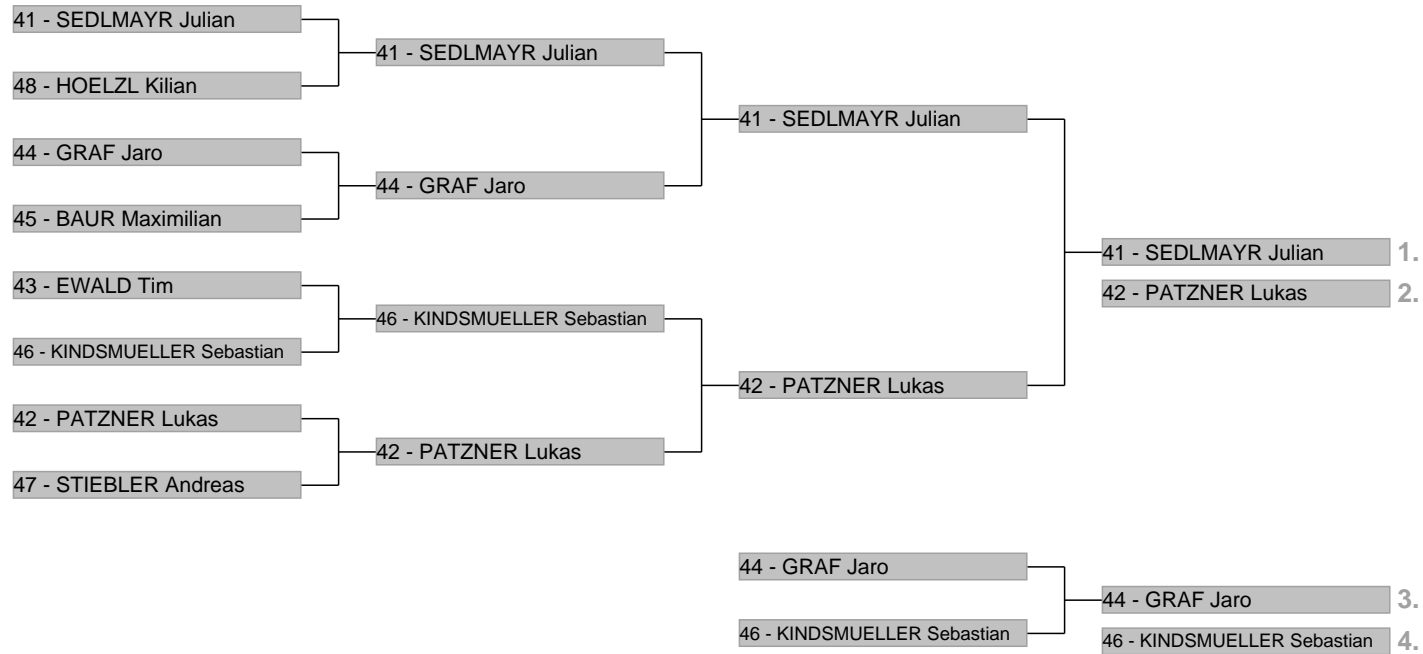 41 - SEDLMAYR Julian
48 - HOELZL Kilian
44 - GRAF Jaro
45 - BAUR Maximilian
43 - EWALD Tim
46 - KINDSMUELLER Sebastian
42 - PATZNER Lukas
47 - STIEBLER Andreas
41 - SEDLMAYR Julian
44 - GRAF Jaro
46 - KINDSMUELLER Sebastian
42 - PATZNER Lukas
41 - SEDLMAYR Julian
42 - PATZNER Lukas
41 - SEDLMAYR Julian 1.
42 - PATZNER Lukas 2.
44 - GRAF Jaro
46 - KINDSMUELLER Sebastian
44 - GRAF Jaro 3.
46 - KINDSMUELLER Sebastian 4.